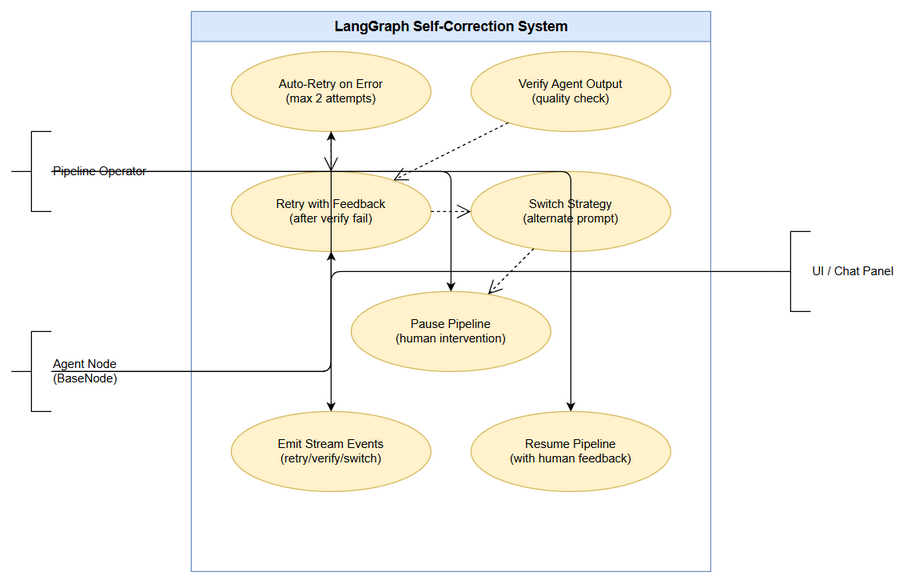 LangGraph Self-Correction System
Auto-Retry on Error
(max 2 attempts)
Verify Agent Output
(quality check)
Pipeline Operator
Retry with Feedback
(after verify fail)
Switch Strategy
(alternate prompt)
UI / Chat Panel
Pause Pipeline
(human intervention)
Agent Node
(BaseNode)
Emit Stream Events
(retry/verify/switch)
Resume Pipeline
(with human feedback)